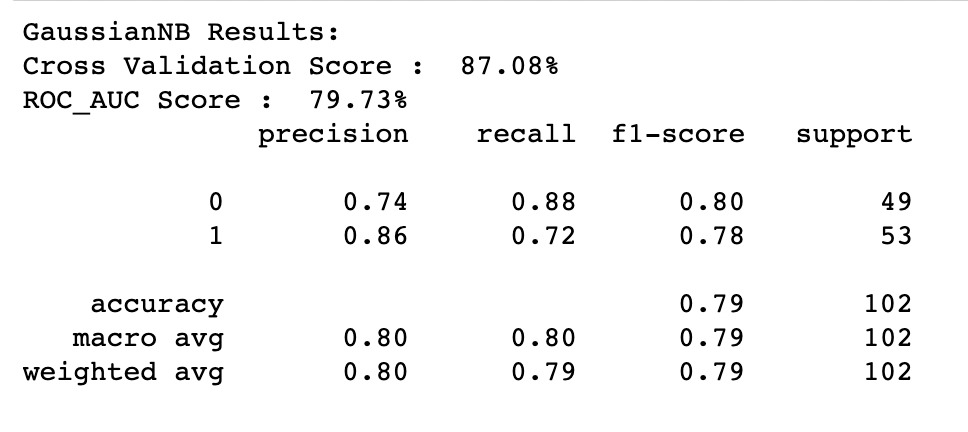 GaussianNB Results:
Cross Validation Score :  87.08%
ROC_AUC Score :  79.73%
              precision    recall  f1-score   support

           0       0.74      0.88      0.80        49
           1       0.86      0.72      0.78        53

    accuracy                           0.79       102
   macro avg       0.80      0.80      0.79       102
weighted avg       0.80      0.79      0.79       102